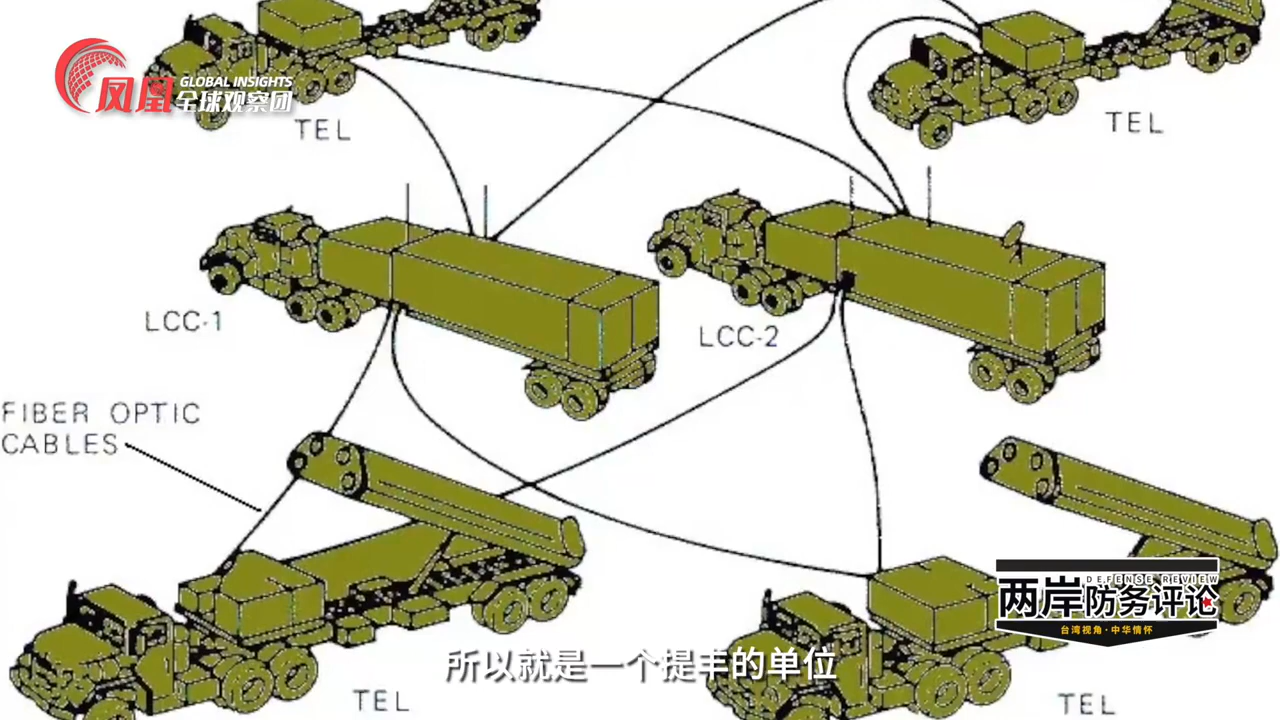 GLOBAL INSIGHTS
凤凰 全球观察团
TEL
TEL
LCC-1
LCC-2
FIBER OPTIC
CABLES
DEFENSE REVIEW
两岸防务评论
台湾视角·中华情怀
所以就是一个提丰的单位
TEL
TEL